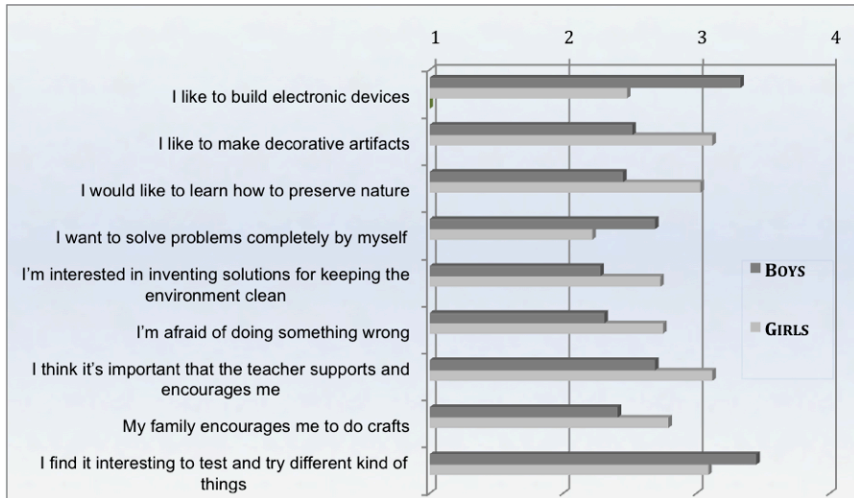 1 2 3 4
I like to build electronic devices
I like to make decorative artifacts
I would like to learn how to preserve nature
I want to solve problems completely by myself
I'm interested in inventing solutions for keeping the
environment clean
I'm afraid of doing something wrong
I think it's important that the teacher supports and
encourages me
My family encourages me to do crafts
I find it interesting to test and try different kind of
things
BOYS
GIRLS